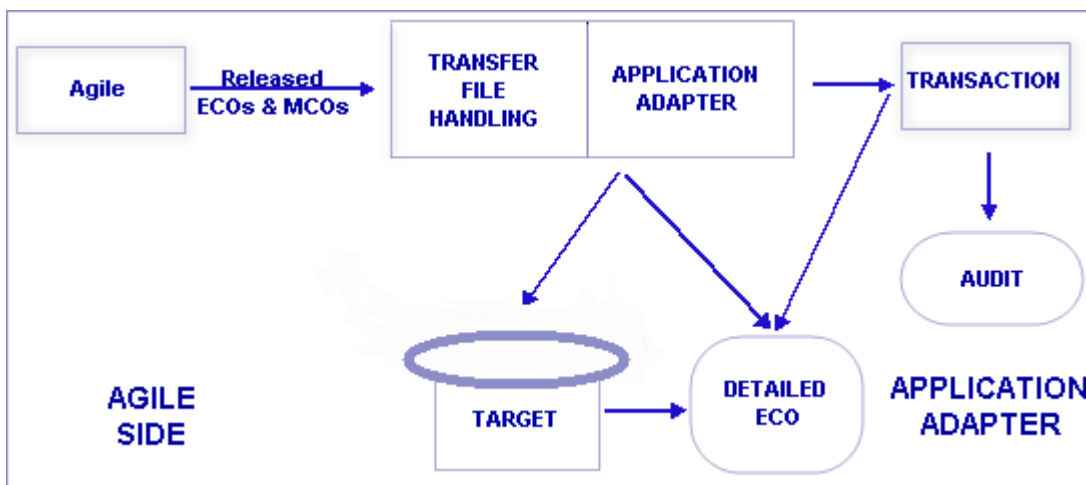 Agile
Released
ECOs & MCOs
TRANSFER
FILE
HANDLING
APPLICATION
ADAPTER
TRANSACTION
AUDIT
AGILE
SIDE
TARGET
DETAILED
ECO
APPLICATION
ADAPTER